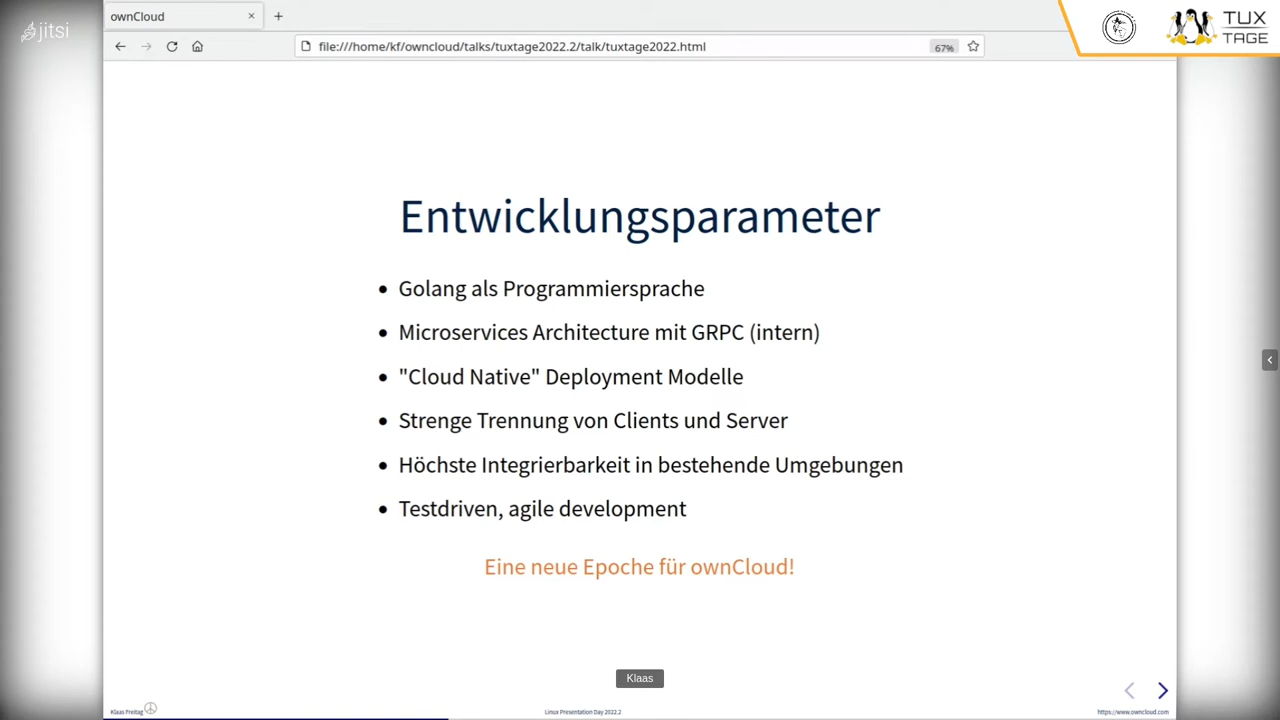 jitsi
ownCloud
file:///home/kf/owncloud/talks/tuxtage2022.2/talk/tuxtage2022.html
67%
TUX
TAGE
Entwicklungsparameter
Golang als Programmiersprache
Microservices Architecture mit GRPC (intern)
"Cloud Native" Deployment Modelle
Strenge Trennung von Clients und Server
Höchste Integrierbarkeit in bestehende Umgebungen
Testdriven, agile development
Eine neue Epoche für ownCloud!
Klaas
Klaas Freitag
Linux Presentation Day 2022.2
https://www.owncloud.com